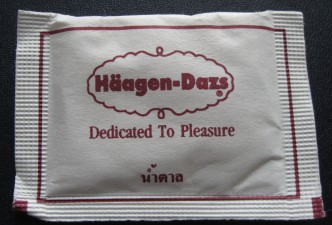 Häagen-Dazs®
Dedicated To Pleasure
น้ำตาล